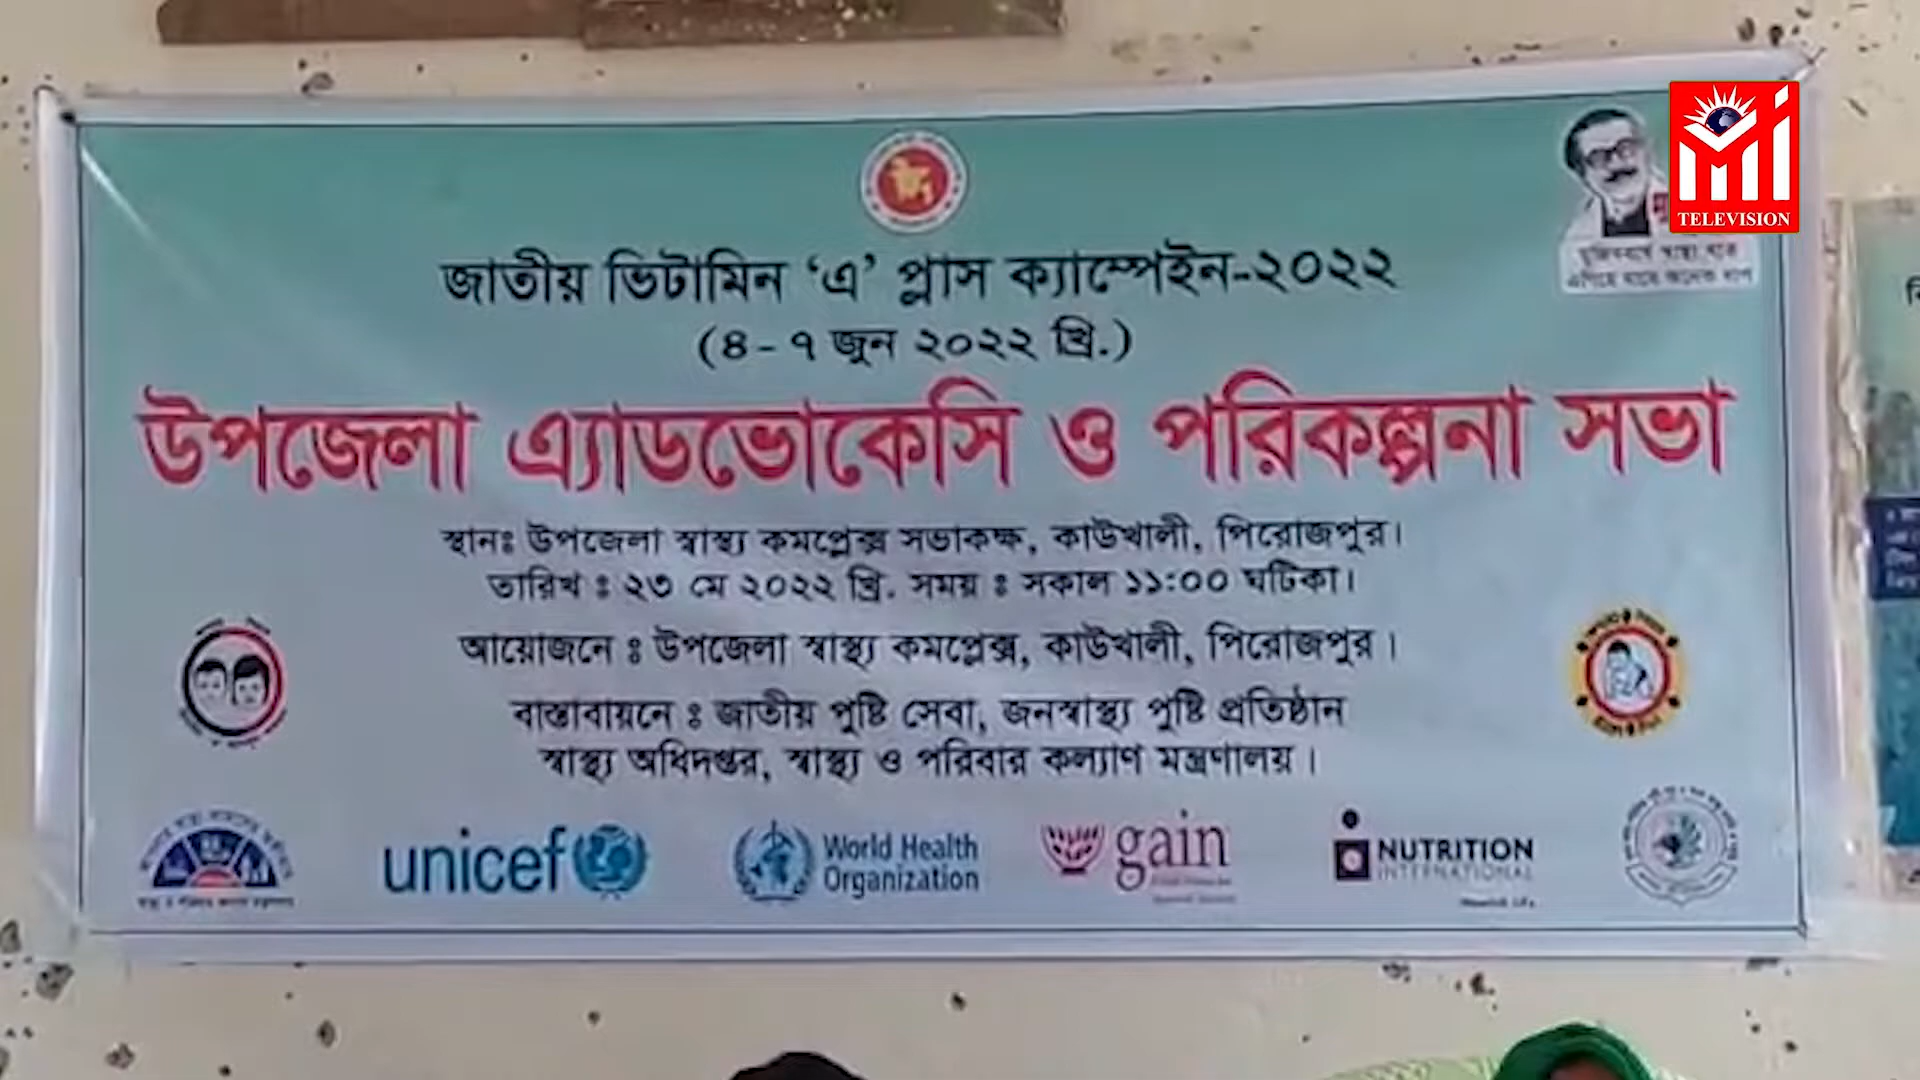 MI TELEVISION
জাতীয় ভিটামিন ‘এ’ প্লাস ক্যাম্পেইন-২০২২
(৪-৭ জুন ২০২২ খ্রি.)
উপজেলা এ্যাডভোকেসি ও পরিকল্পনা সভা
স্থানঃ উপজেলা স্বাস্থ্য কমপ্লেক্স সভাকক্ষ, কাউখালী, পিরোজপুর।
তারিখ ঃ ২৩ মে ২০২২ খ্রি. সময় ঃ সকাল ১১:০০ ঘটিকা।
আয়োজনে ঃ উপজেলা স্বাস্থ্য কমপ্লেক্স, কাউখালী, পিরোজপুর।
বাস্তাবায়নে ঃ জাতীয় পুষ্টি সেবা, জনস্বাস্থ্য পুষ্টি প্রতিষ্ঠান
স্বাস্থ্য অধিদপ্তর, স্বাস্থ্য ও পরিবার কল্যাণ মন্ত্রণালয়।
unicef
World Health
Organization
gain
NUTRITION
INTERNATIONAL